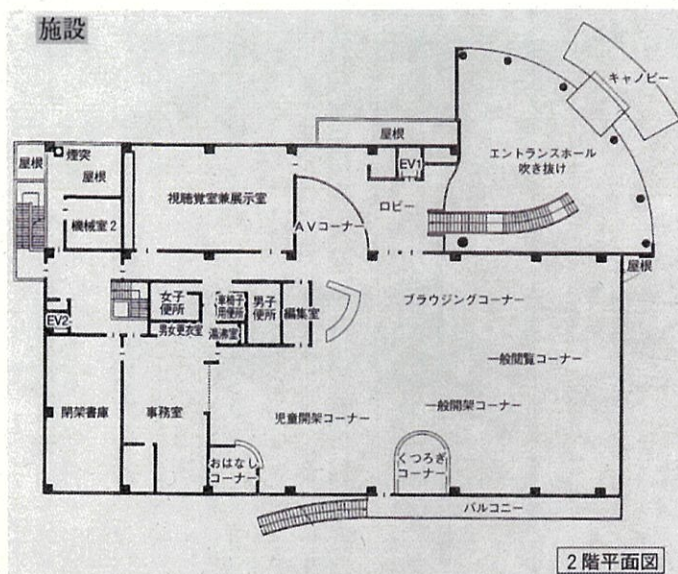 施設
キャノピー
屋根
エントランスホール
吹き抜け
屋根
煙突
屋根
EV1
視聴覚室兼展示室
ロビー
機械室2
AVコーナー
屋根
女子
便所
車椅子
用便所
男子
便所
編集室
ブラウジングコーナー
EV2
男女更衣室
湯沸室
一般閲覧コーナー
閉架書庫
事務室
児童開架コーナー
一般開架コーナー
おはなし
コーナー
くつろぎ
コーナー
バルコニー
2階平面図